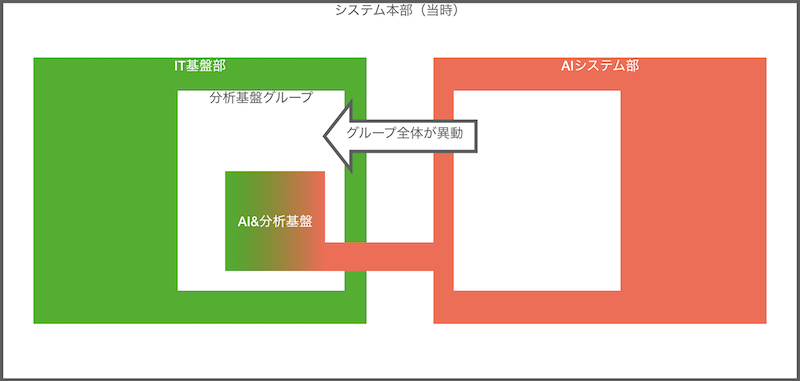 システム本部（当時）
IT基盤部
AIシステム部
分析基盤グループ
グループ全体が異動
AI&分析基盤